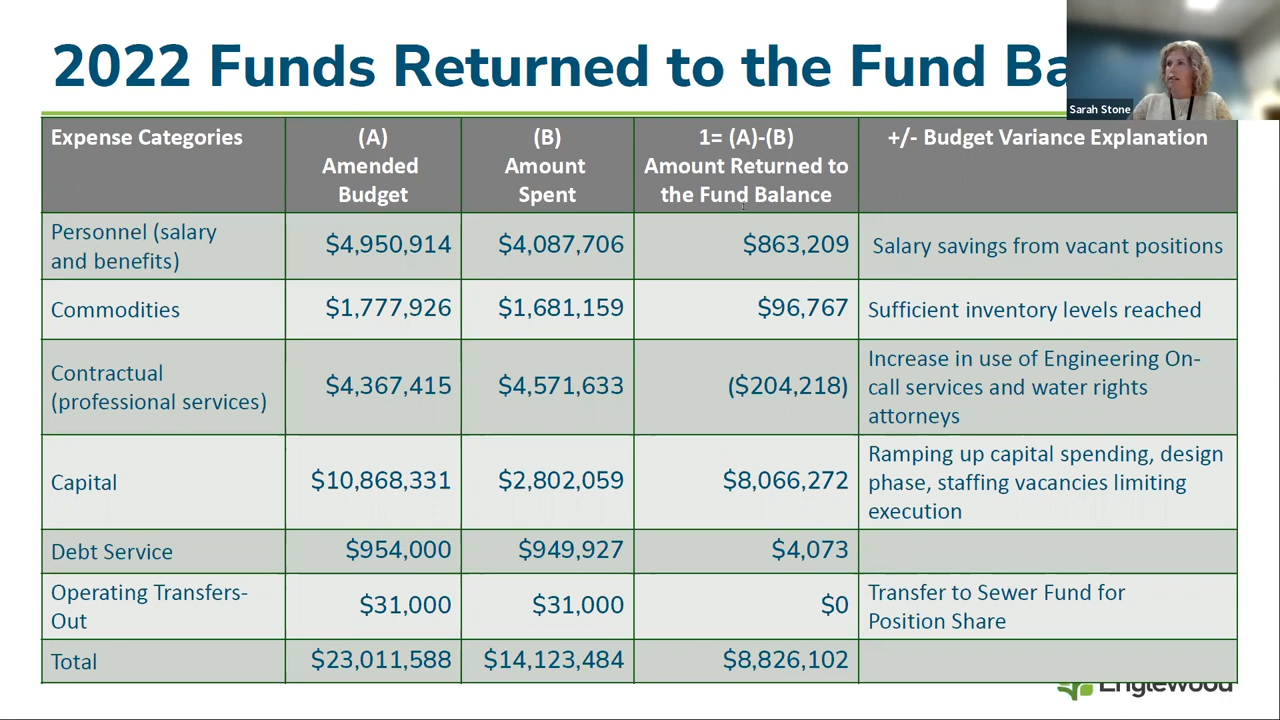 2022 Funds Returned to the Fund Ba
Sarah Stone
Expense Categories
(A)
Amended
Budget
(B)
Amount
Spent
1= (A)-(B)
Amount Returned to
the Fund Balance
+/- Budget Variance Explanation
Personnel (salary
and benefits)
$4,950,914
$4,087,706
$863,209
Salary savings from vacant positions
Commodities
$1,777,926
$1,681,159
$96,767
Sufficient inventory levels reached
Contractual
(professional services)
$4,367,415
$4,571,633
($204,218)
Increase in use of Engineering On-
call services and water rights
attorneys
Capital
$10,868,331
$2,802,059
$8,066,272
Ramping up capital spending, design
phase, staffing vacancies limiting
execution
Debt Service
$954,000
$949,927
$4,073
Operating Transfers-
Out
$31,000
$31,000
$0
Transfer to Sewer Fund for
Position Share
Total
$23,011,588
$14,123,484
$8,826,102
Englewood